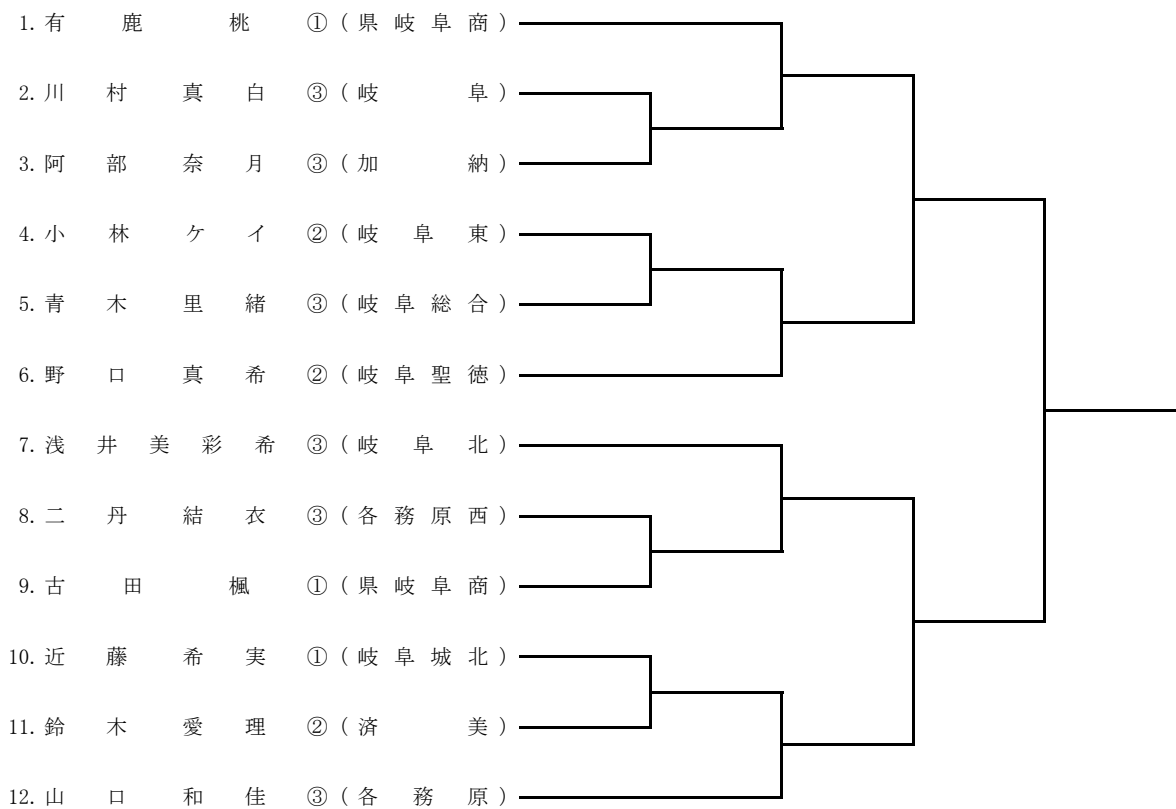 1. 有鹿桃 ① (県岐阜商)
2. 川村真白 ③ (岐阜)
3. 阿部奈月 ③ (加納)
4. 小林ケイ ② (岐阜東)
5. 青木里緒 ③ (岐阜総合)
6. 野口真希 ② (岐阜聖徳)
7. 浅井美彩希 ③ (岐阜北)
8. 二丹結衣 ③ (各務原西)
9. 古田楓 ① (県岐阜商)
10. 近藤希実 ① (岐阜城北)
11. 鈴木愛理 ② (済美)
12. 山口和佳 ③ (各務原)